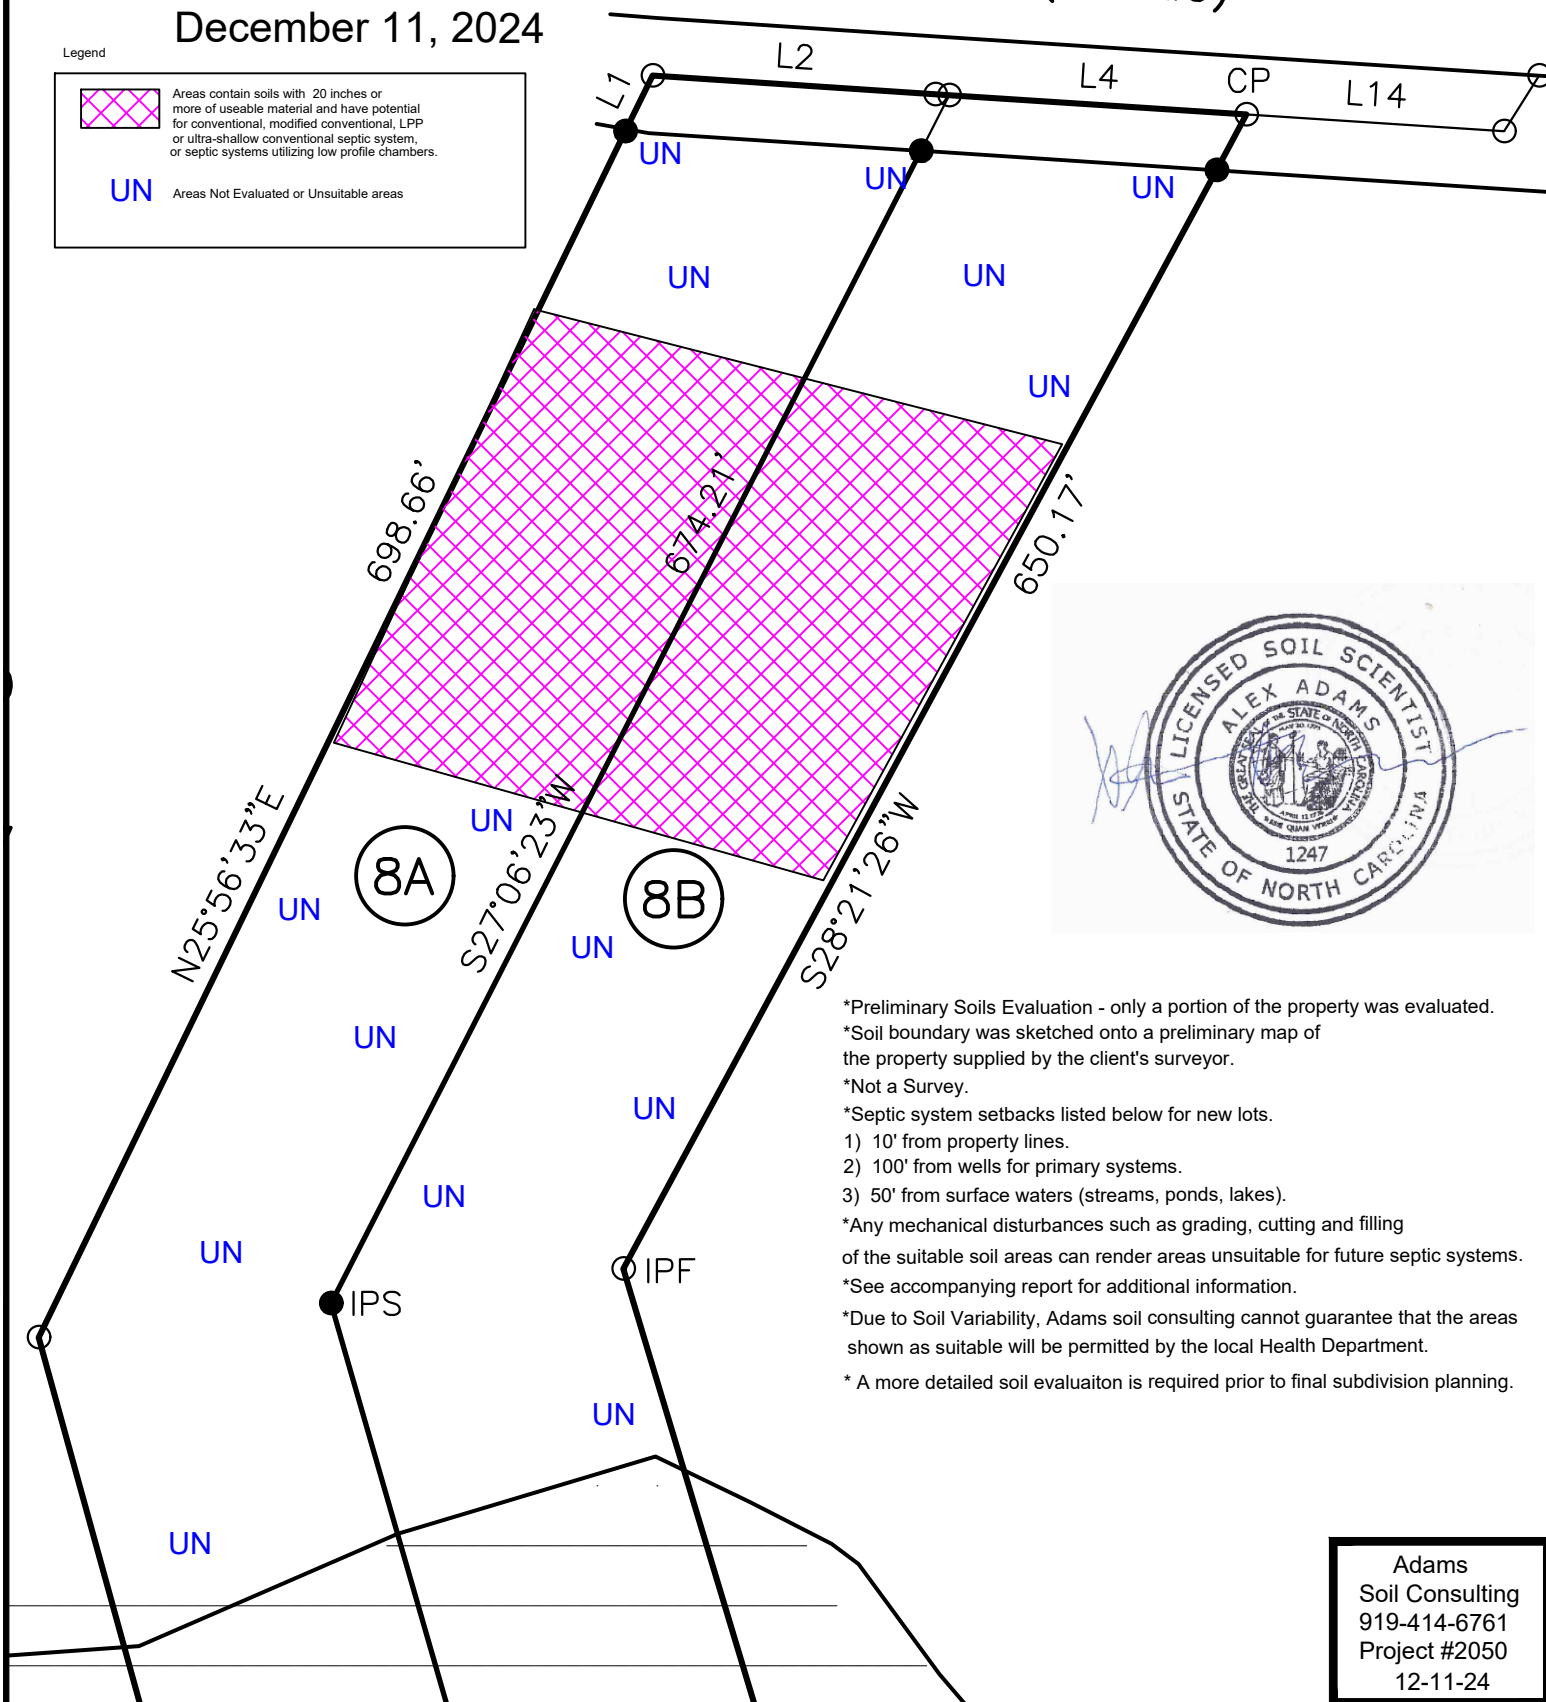 December 11, 2024
Legend
Areas contain soils with 20 inches or
more of useable material and have potential
for conventional, modified conventional, LPP
or ultra-shallow conventional septic system,
or septic systems utilizing low profile chambers.
UN Areas Not Evaluated or Unsuitable areas
L1
L2
L4
CP
L14
UN
UN
UN
UN
UN
UN
698.66'
674.21'
650.17'
LICENSED SOIL SCIENTIST
ALEX ADAMS
THE GREAT SEAL OF THE STATE OF NORTH CAROLINA
1247
STATE OF NORTH CAROLINA
N25°56'33"E
S27°06'23"W
S28°21'26"W
UN
8A
8B
UN
UN
UN
UN
UN
UN
IPS
IPF
UN
UN
*Preliminary Soils Evaluation - only a portion of the property was evaluated.
*Soil boundary was sketched onto a preliminary map of
the property supplied by the client's surveyor.
*Not a Survey.
*Septic system setbacks listed below for new lots.
1) 10' from property lines.
2) 100' from wells for primary systems.
3) 50' from surface waters (streams, ponds, lakes).
*Any mechanical disturbances such as grading, cutting and filling
of the suitable soil areas can render areas unsuitable for future septic systems.
*See accompanying report for additional information.
*Due to Soil Variability, Adams soil consulting cannot guarantee that the areas
shown as suitable will be permitted by the local Health Department.
* A more detailed soil evaluaiton is required prior to final subdivision planning.
Adams
Soil Consulting
919-414-6761
Project #2050
12-11-24